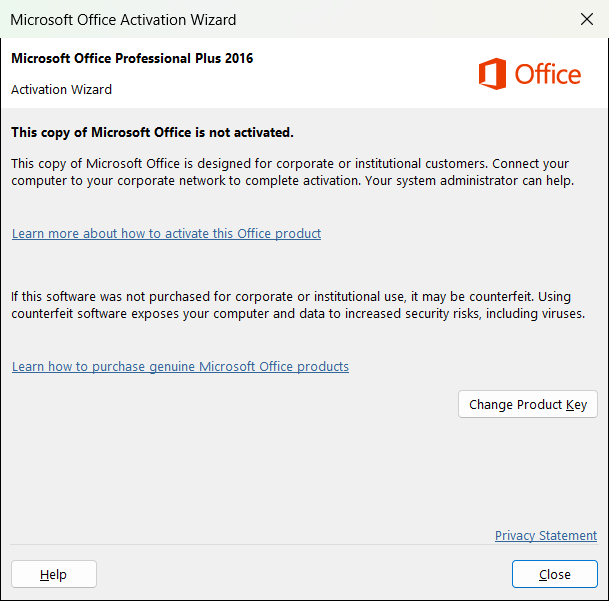 Microsoft Office Activation Wizard
Microsoft Office Professional Plus 2016
Office
Activation Wizard
This copy of Microsoft Office is not activated.
This copy of Microsoft Office is designed for corporate or institutional customers. Connect your
computer to your corporate network to complete activation. Your system administrator can help.
Learn more about how to activate this Office product
If this software was not purchased for corporate or institutional use, it may be counterfeit. Using
counterfeit software exposes your computer and data to increased security risks, including viruses.
Learn how to purchase genuine Microsoft Office products
Change Product Key
Privacy Statement
Help
Close